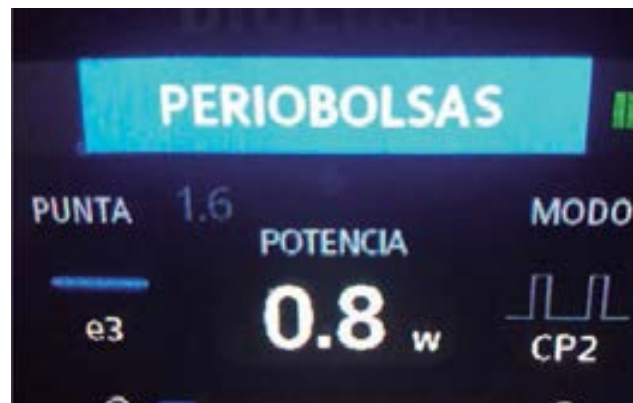 PERIOBOLSAS
PUNTA 1.6 MODO
POTENCIA
0.8 w
e3 CP2